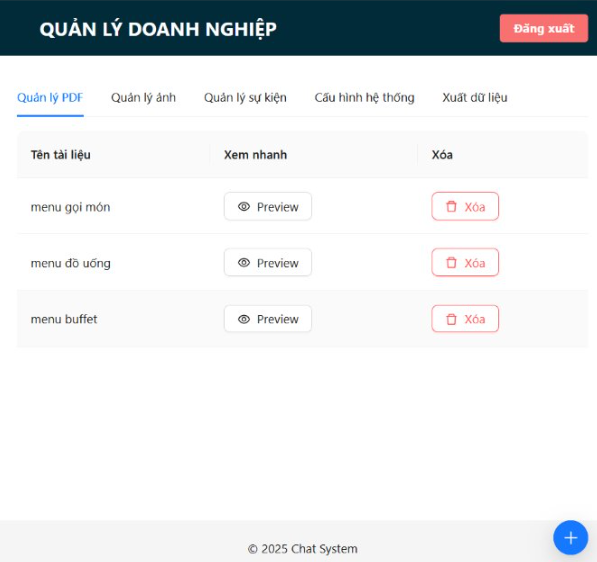 QUẢN LÝ DOANH NGHIỆP
Đăng xuất
Quản lý PDF Quản lý ảnh Quản lý sự kiện Cấu hình hệ thống Xuất dữ liệu
Tên tài liệu Xem nhanh Xóa
menu gọi món Preview Xóa
menu đồ uống Preview Xóa
menu buffet Preview Xóa
© 2025 Chat System